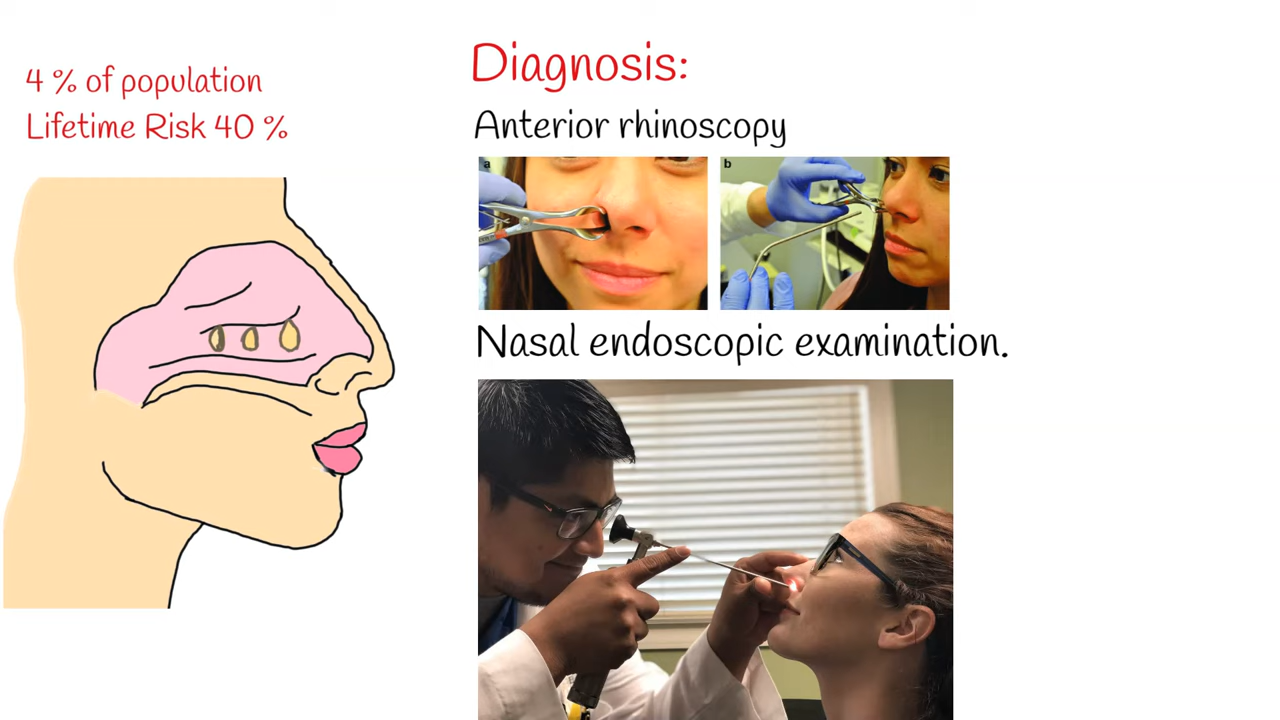 4 % of population
Lifetime Risk 40 %
Diagnosis:
Anterior rhinoscopy
a
b
Nasal endoscopic examination.